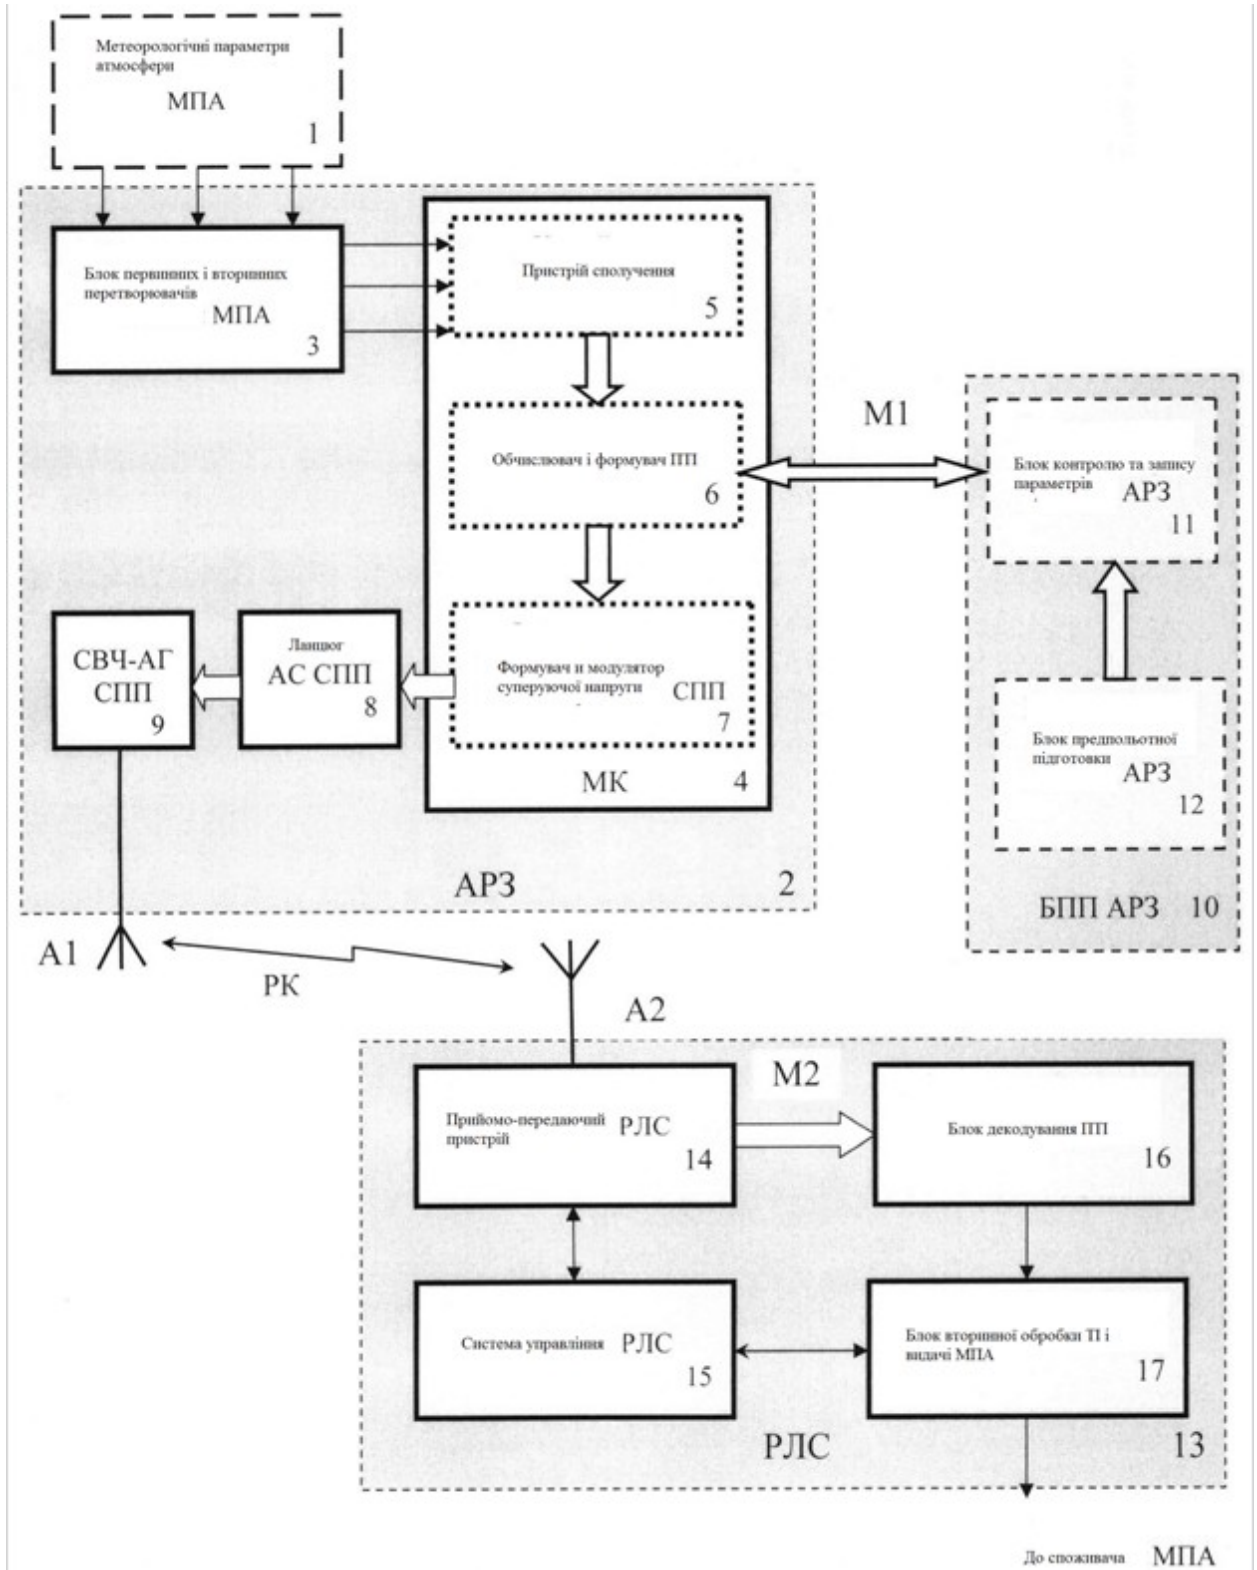 Метеорологічні параметри
атмосфери
МПА
1
Блок первинних і вторинних
перетворювачів
МПА
3
Пристрій сполучення
5
Обчислювач і формувач ПП
6
М1
Блок контролю та запису
параметрів АРЗ
11
СВЧ-АГ
СПП
9
Ланцюг
АС СПП
8
Формувач и модулятор
суперуючої напруги СПП
7
МК 4
Блок предпольотної
підготовки АРЗ
12
АРЗ 2
БПП АРЗ 10
А1
РК
А2
М2
Прийомо-передаючий
пристрій РЛС
14
Блок декодування ПП
16
Система управління РЛС
15
Блок вторинної обробки ТІ і
видачі МПА
17
РЛС 13
До споживача МПА